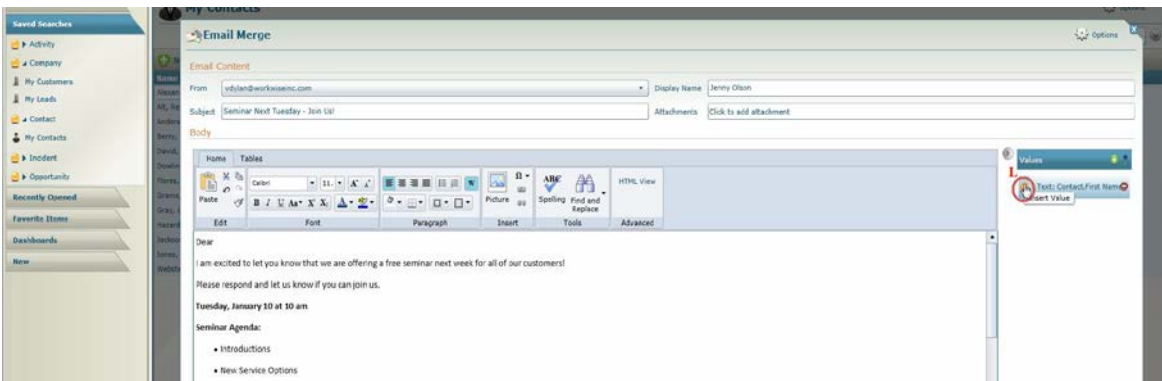 My Contacts
Options
Saved Searches
Activity
Company
My Customers
My Leads
Contact
My Contacts
Incident
Opportunity
Recently Opened
Favorite Items
Dashboards
New
Email Merge
Options
Email Content
From vdylan@workwiseinc.com Display Name Jenny Olson
Subject Seminar Next Tuesday - Join Us! Attachments Click to add attachment
Body
Home Tables
Calibri 11.
Paste
B I U Aa
Picture
ABC
Spelling Find and Replace
HTML View
Edit Font Paragraph Insert Tools Advanced
Dear
I am excited to let you know that we are offering a free seminar next week for all of our customers!
Please respond and let us know if you can join us.
Tuesday, January 10 at 10 am
Seminar Agenda:
• Introductions
• New Service Options
Values
L
Text: Contact.First Name
Insert Value